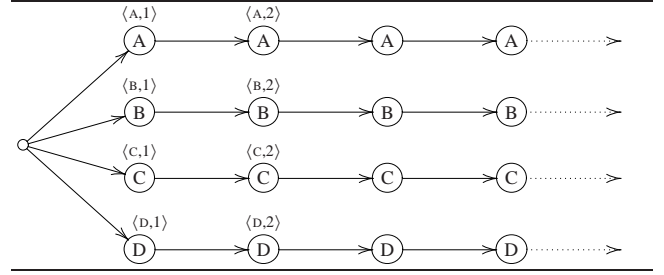 ⟨A,1⟩ ⟨A,2⟩
A A A A
⟨B,1⟩ ⟨B,2⟩
B B B B
⟨C,1⟩ ⟨C,2⟩
C C C C
⟨D,1⟩ ⟨D,2⟩
D D D D